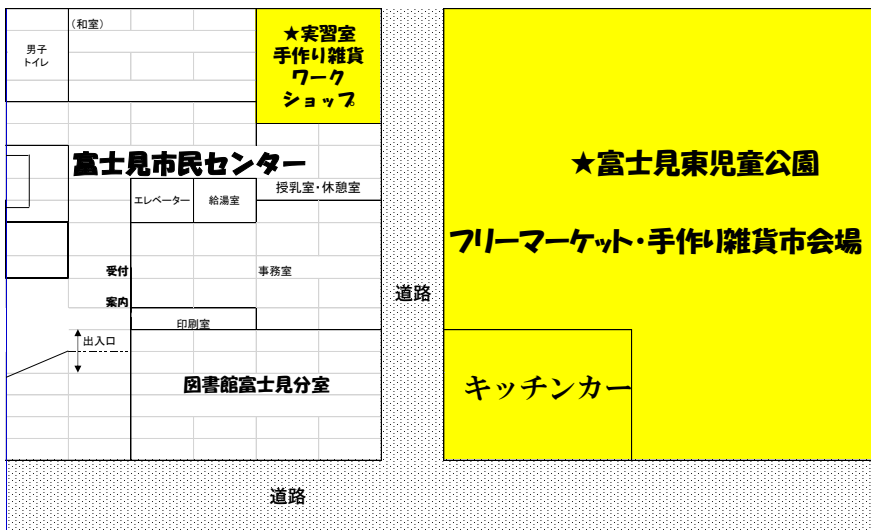 (和室)
男子
トイレ
★実習室
手作り雑貨
ワーク
ショップ
富士見市民センター
エレベーター
給湯室
授乳室・休憩室
受付
案内
事務室
印刷室
出入口
図書館富士見分室
道路
★富士見東児童公園
フリーマーケット・手作り雑貨市会場
キッチンカー
道路